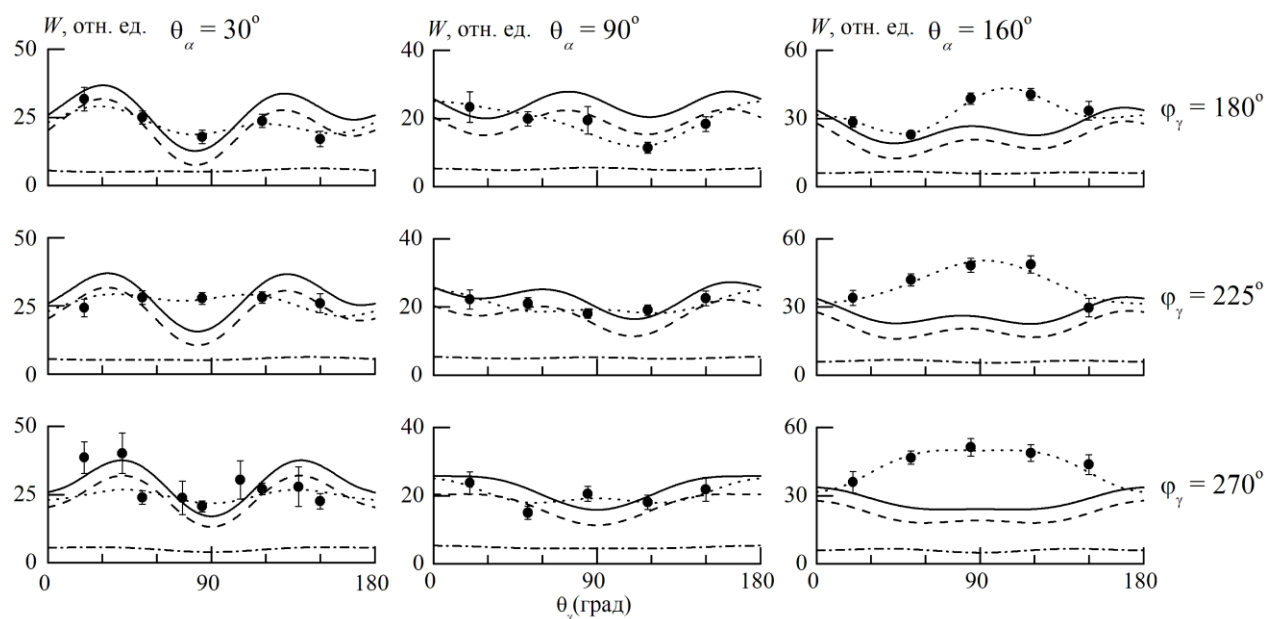 W, отн. ед. θα = 30° W, отн. ед. θα = 90° W, отн. ед. θα = 160°
50 40 60
25 20 30 φγ = 180°
0 0 0
50 40 60
25 20 30 φγ = 225°
0 0 0
50 40 60
25 20 30 φγ = 270°
0 0 0
0 90 180 0 90 180 0 90 180
θγ(град)